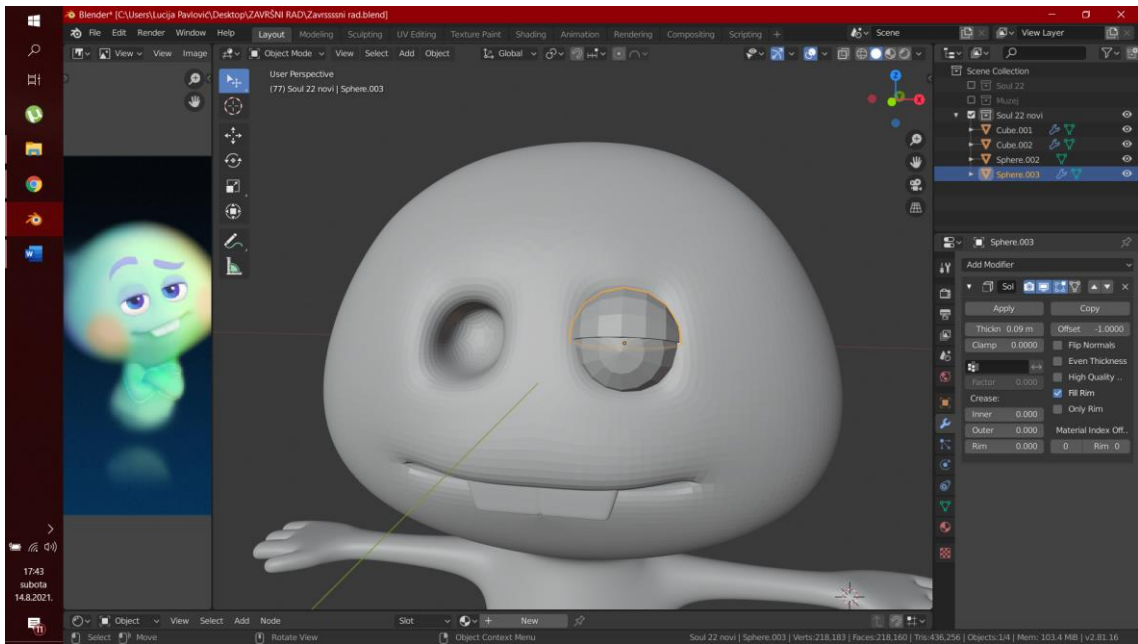 Blender* [C:\Users\Lucija Pavlović\Desktop\ZAVRŠNI RAD\Zavrssssni rad.blend]
File Edit Render Window Help Layout Modeling Sculpting UV Editing Texture Paint Shading Animation Rendering Compositing Scripting + Scene View Layer
View View Image Object Mode View Select Add Object Global
User Perspective
(77) Soul 22 novi | Sphere.003
Z
Y
X
Scene Collection
Soul 22
Muzej
Soul 22 novi
Cube.001
Cube.002
Sphere.002
Sphere.003
Sphere.003
Add Modifier
Sol
Apply Copy
Thickn 0.09 m Offset -1.0000
Clamp 0.0000 Flip Normals
Even Thickness
High Quality ..
Factor 0.000
Fill Rim
Crease:
Only Rim
Inner 0.000
Outer 0.000 Material Index Off..
Rim 0.000 0 Rim 0
17:43
subota
14.8.2021.
Object View Select Add Node Slot New
Select Move Rotate View Object Context Menu Soul 22 novi | Sphere.003 | Verts:218,183 | Faces:218,160 | Tris:436,256 | Objects:1/4 | Mem: 103.4 MiB | v2.81.16